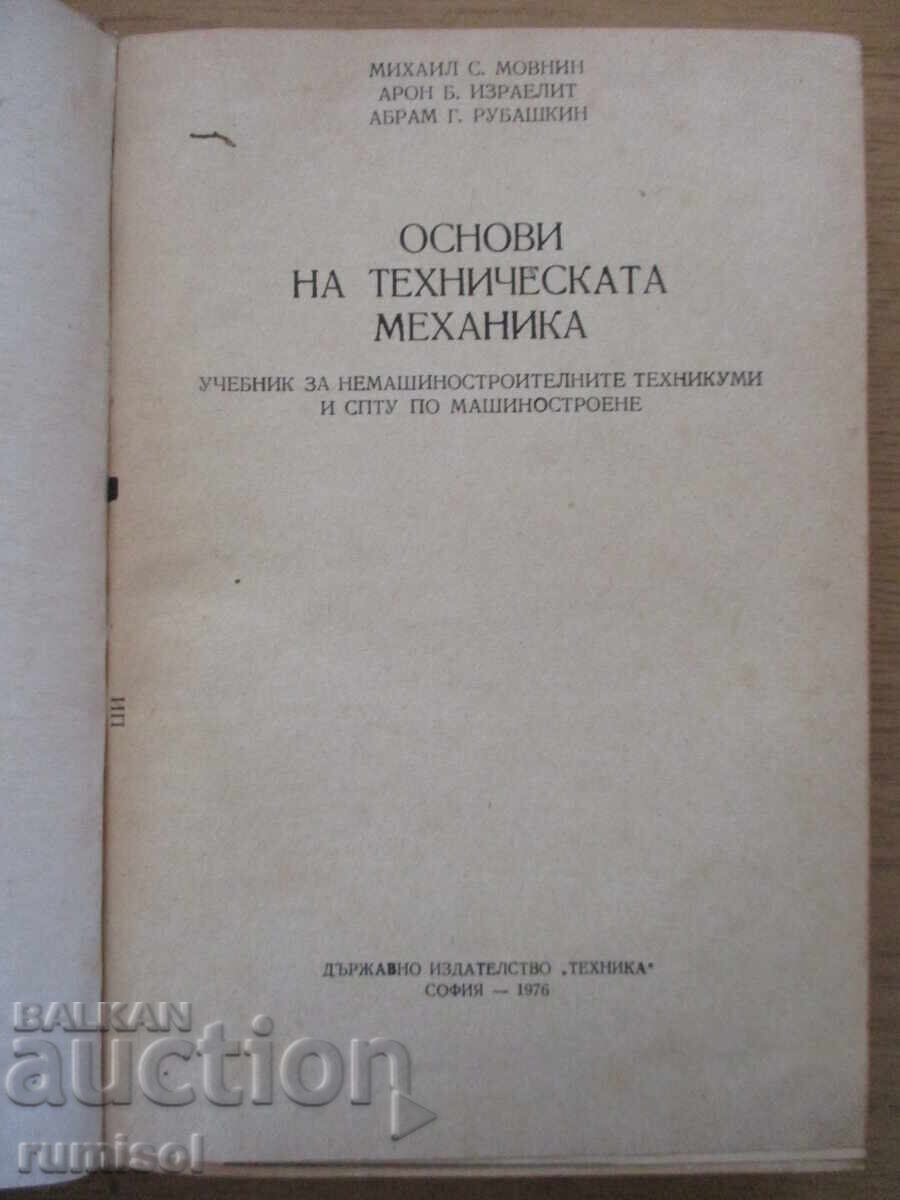 МИХАИЛ С. МОВНИН
АРОН Б. ИЗРАЕЛИТ
АБРАМ Г. РУБАШКИН
ОСНОВИ
НА ТЕХНИЧЕСКАТА
МЕХАНИКА
УЧЕБНИК ЗА НЕМАШИНОСТРОИТЕЛНИТЕ ТЕХНИКУМИ
И СПТУ ПО МАШИНОСТРОЕНЕ
ДЪРЖАВНО ИЗДАТЕЛСТВО „ТЕХНИКА“
СОФИЯ — 1976
BALKAN
auction
rumisol